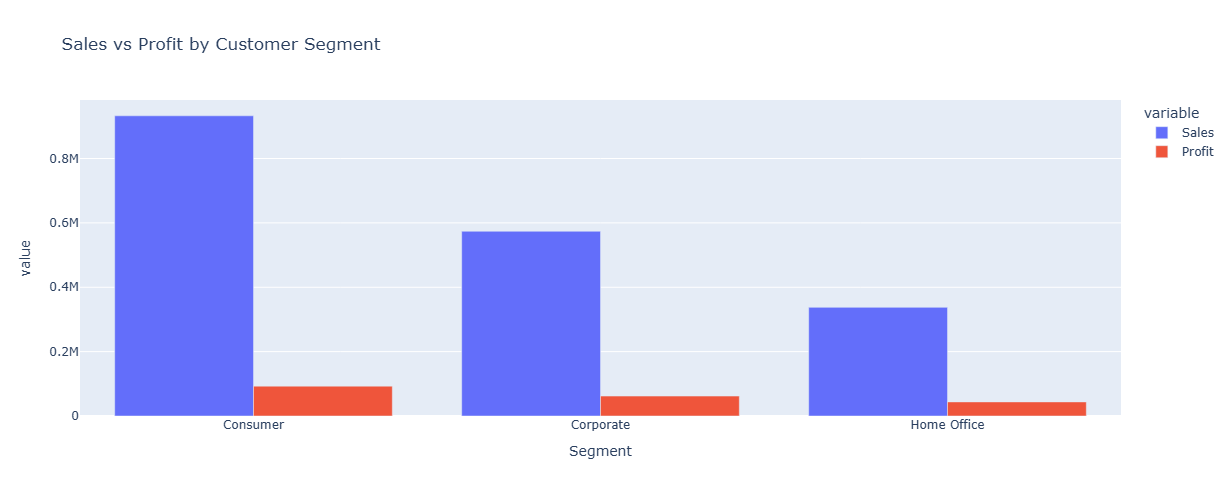 Sales vs Profit by Customer Segment
variable
Sales
Profit
value
0.8M
0.6M
0.4M
0.2M
0
Consumer
Corporate
Home Office
Segment